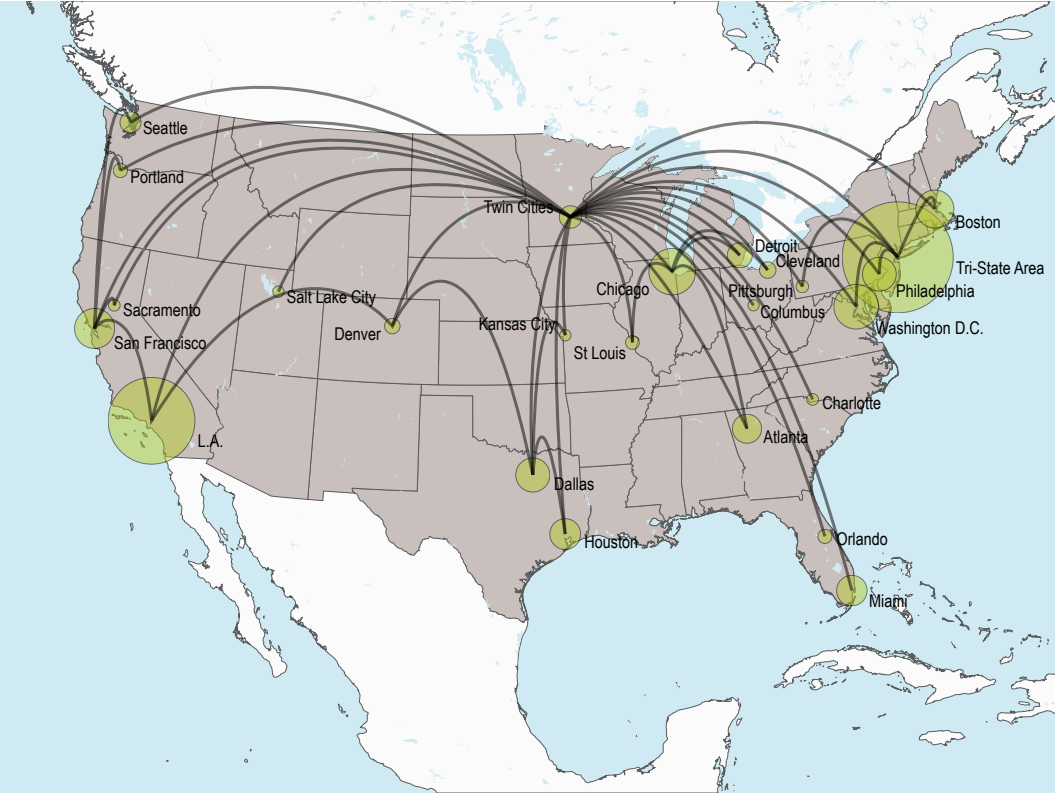 Seattle
Portland
Twin Cities
Boston
Detroit
Cleveland
Tri-State Area
Chicago
Pittsburgh
Philadelphia
Salt Lake City
Sacramento
Columbus
Kansas City
Washington D.C.
Denver
San Francisco
St Louis
Charlotte
L.A.
Atlanta
Dallas
Houston
Orlando
Miami